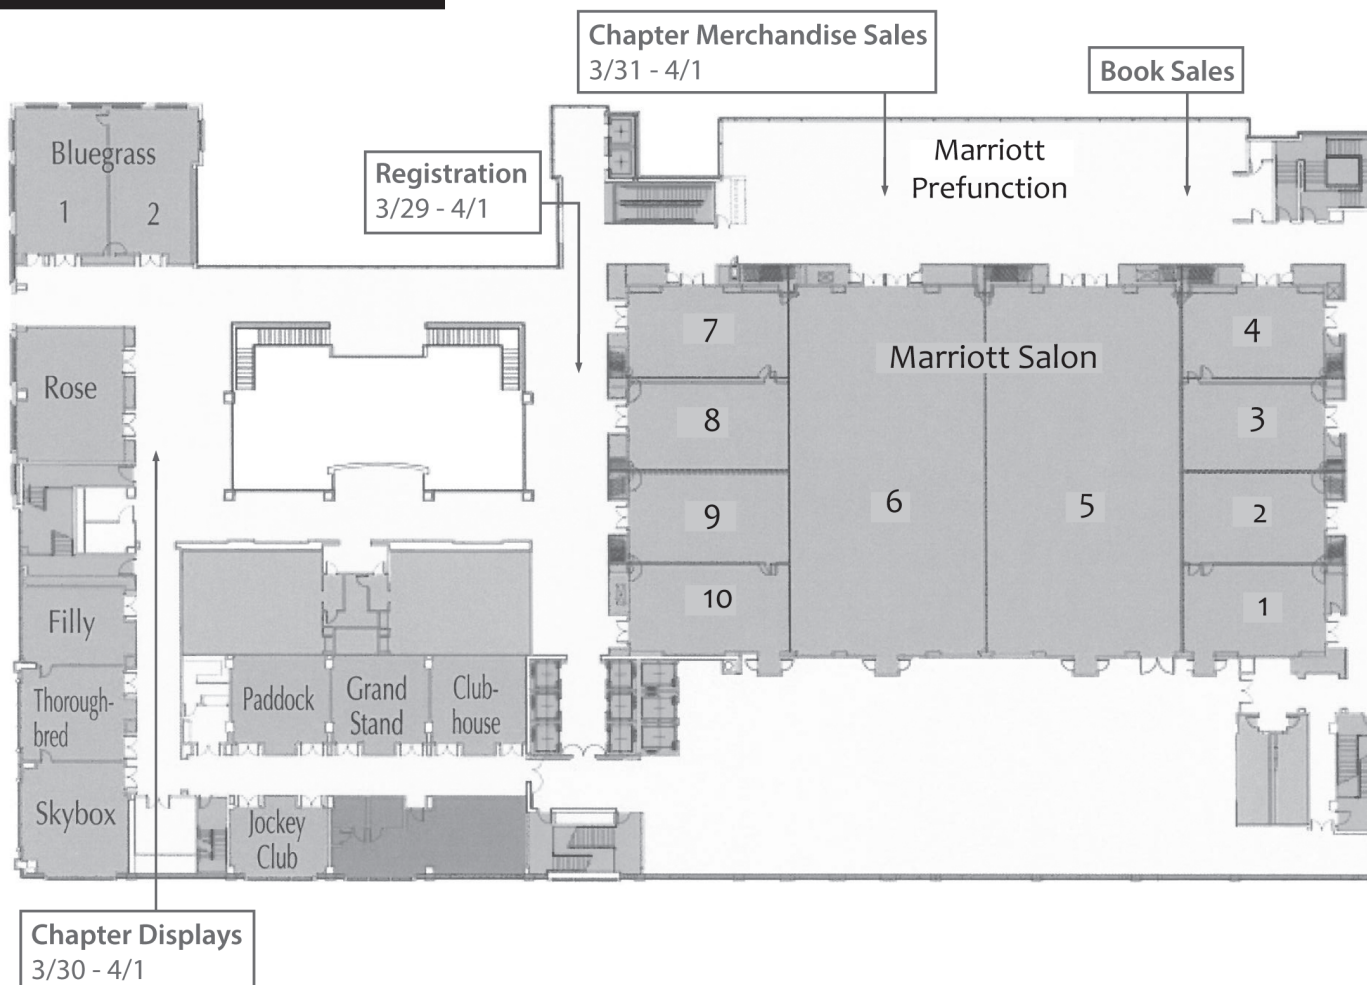 Chapter Merchandise Sales
3/31 - 4/1
Book Sales
Marriott
Prefunction
Bluegrass
1
2
Registration
3/29 - 4/1
7
4
Marriott Salon
Rose
8
3
6
5
9
2
10
1
Filly
Thorough-
bred
Paddock
Grand
Stand
Club-
house
Skybox
Jockey
Club
Chapter Displays
3/30 - 4/1